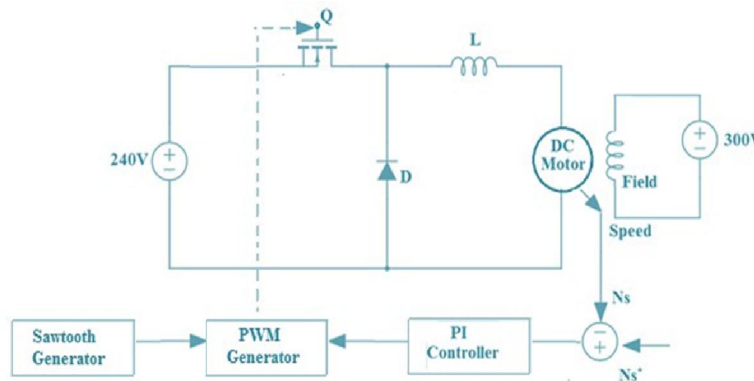 Q
L
240V
D
DC
Motor
Field
300V
Speed
Ns
Sawtooth
Generator
PWM
Generator
PI
Controller
Ns*